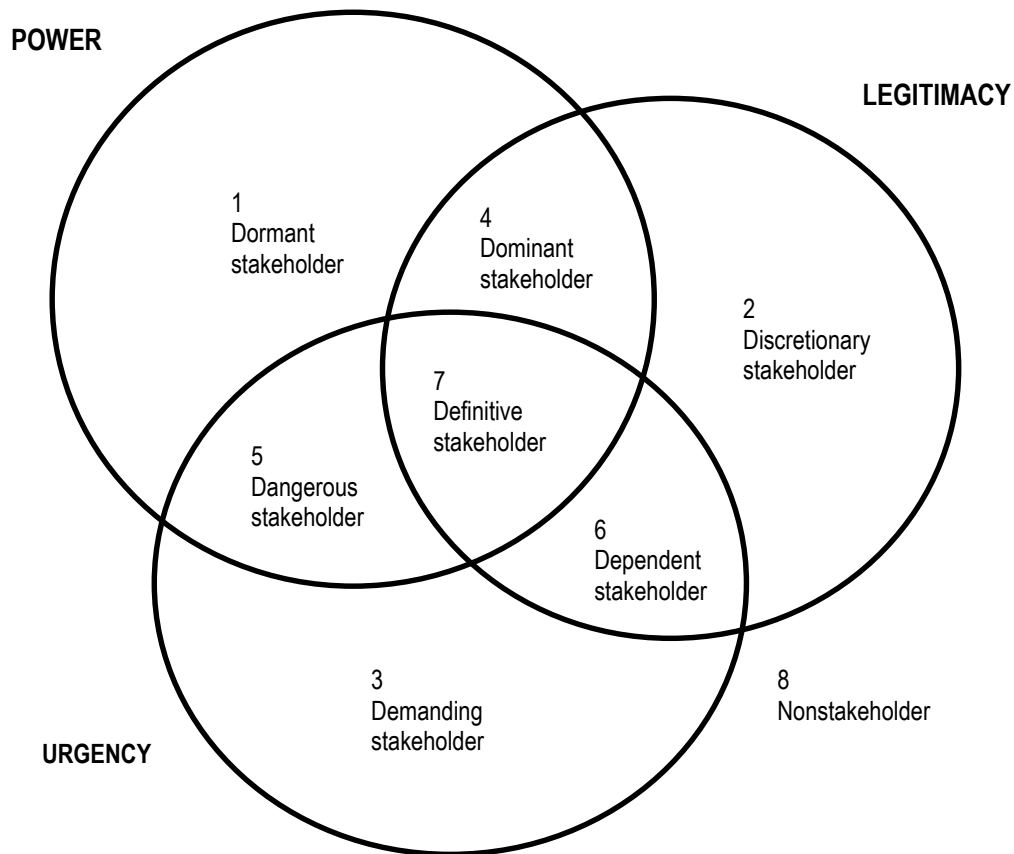 POWER
LEGITIMACY
1
Dormant
stakeholder
4
Dominant
stakeholder
2
Discretionary
stakeholder
7
Definitive
stakeholder
5
Dangerous
stakeholder
6
Dependent
stakeholder
3
Demanding
stakeholder
8
Nonstakeholder
URGENCY